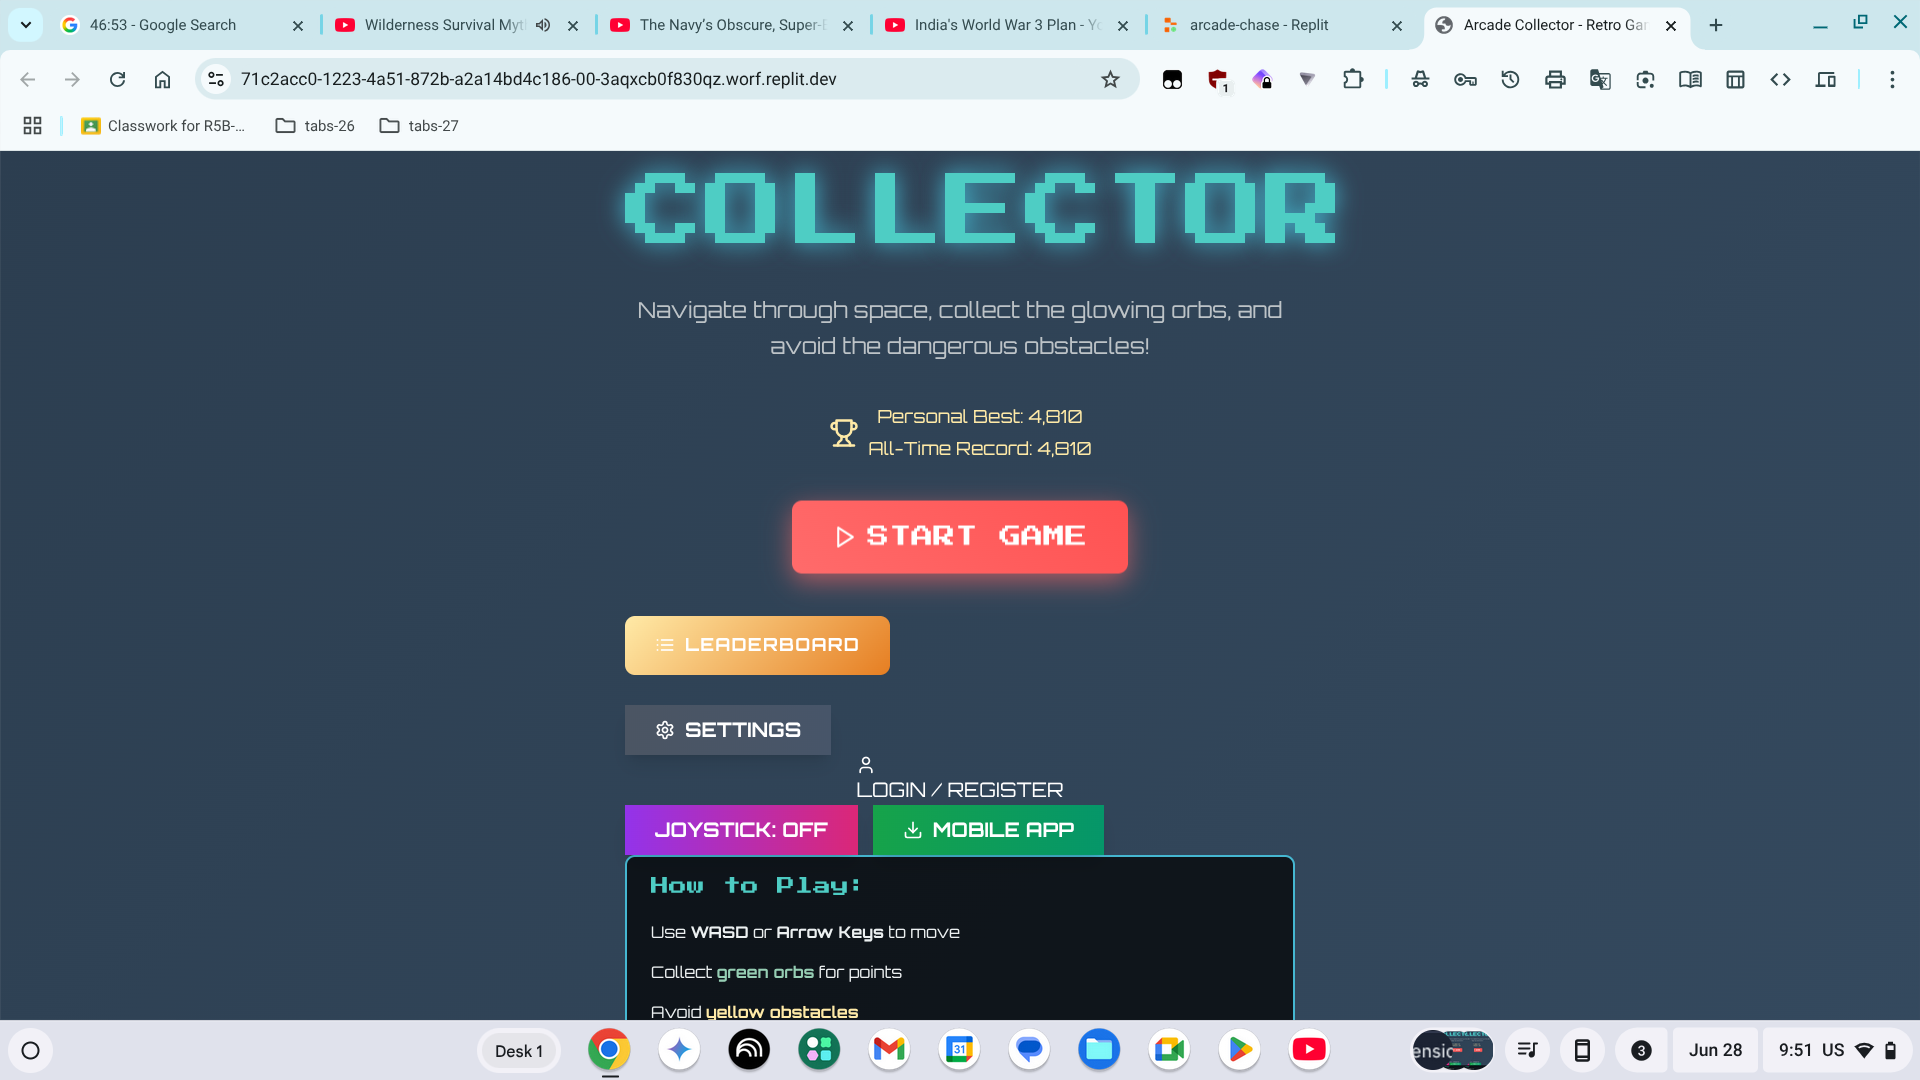 46:53 - Google Search
Wilderness Survival Myt
The Navy's Obscure, Super-E
India's World War 3 Plan - Yo
arcade-chase - Replit
Arcade Collector - Retro Gar
71c2acc0-1223-4a51-872b-a2a14bd4c186-00-3aqxcb0f830qz.worf.replit.dev
1
Classwork for R5B-...
tabs-26
tabs-27
COLLECTOR
Navigate through space, collect the glowing orbs, and
avoid the dangerous obstacles!
Personal Best: 4,810
All-Time Record: 4,810
START GAME
LEADERBOARD
SETTINGS
LOGIN / REGISTER
JOYSTICK: OFF
MOBILE APP
How to Play:
Use WASD or Arrow Keys to move
Collect green orbs for points
Avoid yellow obstacles
Desk 1
31
ensic
3
Jun 28
9:51 US